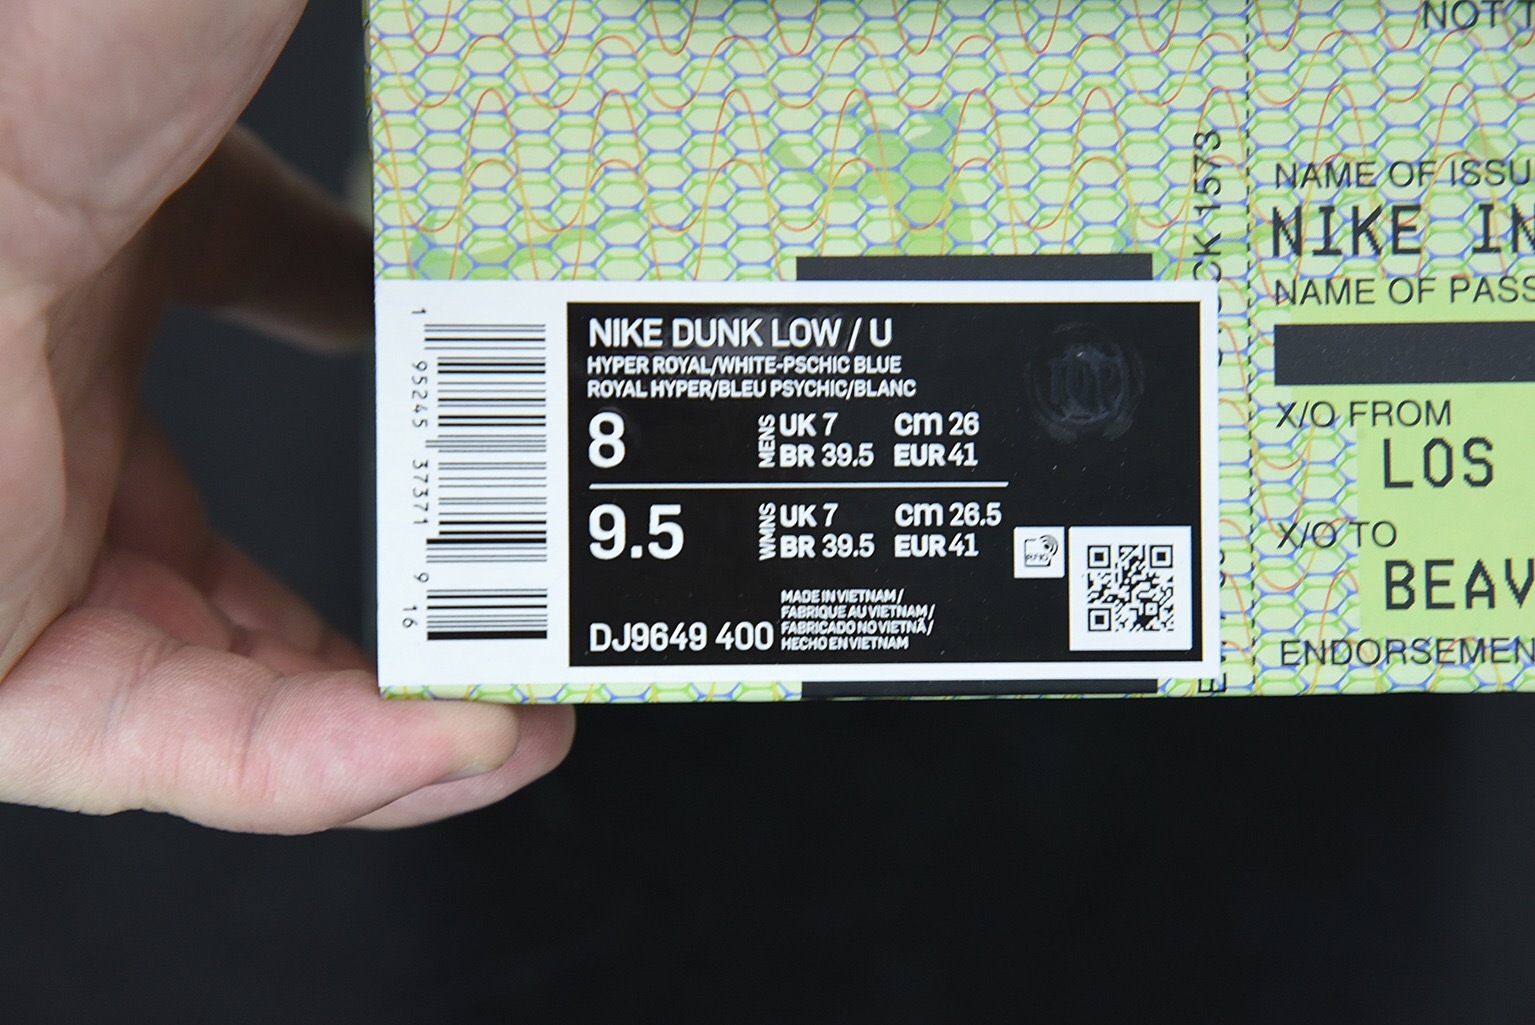 NOT T
CK 1573
NAME OF ISSU
NIKE IN
NAME OF PASS
X/O FROM
LOS
X/O TO
BEAV
ENDORSEMEN
1 95245 37371 9 16
NIKE DUNK LOW / U
HYPER ROYAL/WHITE-PSCHIC BLUE
ROYAL HYPER/BLEU PSYCHIC/BLANC
8 MENS UK 7 cm 26
BR 39.5 EUR 41
9.5 WMNS UK 7 cm 26.5
BR 39.5 EUR 41
MADE IN VIETNAM /
FABRIQUE AU VIETNAM /
FABRICADO NO VIETNÃ /
HECHO EN VIETNAM
DJ9649 400